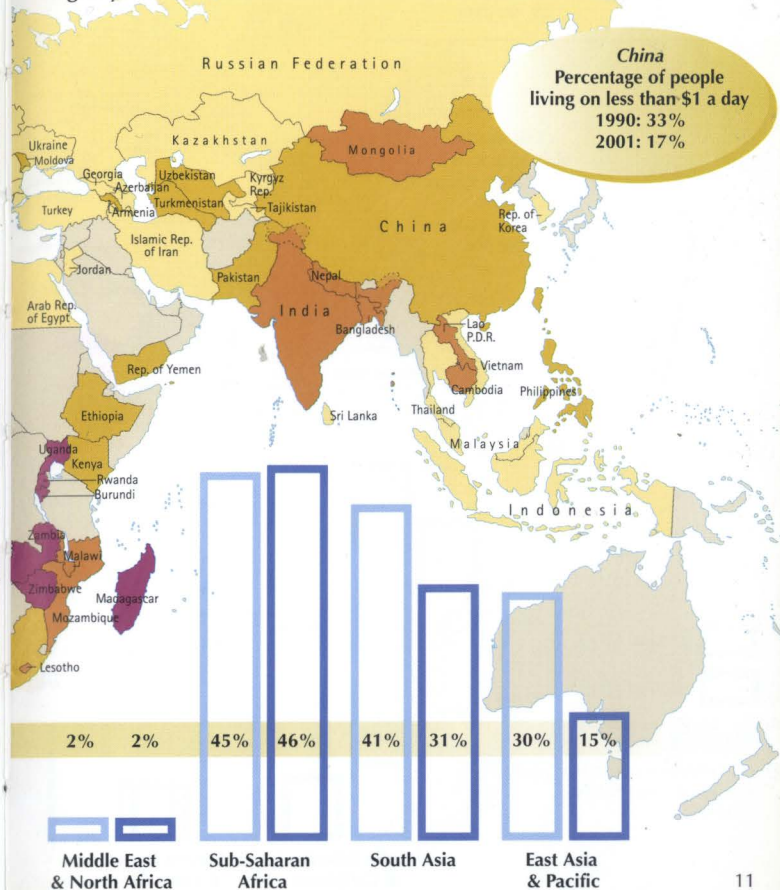 Russian Federation
China
Percentage of people
living on less than $1 a day
1990: 33%
2001: 17%
Ukraine
Moldova
Kazakhstan
Mongolia
Georgia
Uzbekistan
Kyrgyz
Rep.
Azerbaijan
Turkmenistan
Turkey
Armenia
Tajikistan
China
Rep. of
Korea
Islamic Rep.
of Iran
Jordan
Pakistan
Nepal
Arab Rep.
of Egypt
India
Bangladesh
Lao
P.D.R.
Rep. of Yemen
Vietnam
Cambodia
Philippines
Ethiopia
Sri Lanka
Thailand
Malaysia
Uganda
Kenya
Rwanda
Burundi
Indonesia
Zambia
Malawi
Zimbabwe
Madagascar
Mozambique
Lesotho
2% 2% 45% 46% 41% 31% 30% 15%
Middle East
& North Africa
Sub-Saharan
Africa
South Asia
East Asia
& Pacific
11